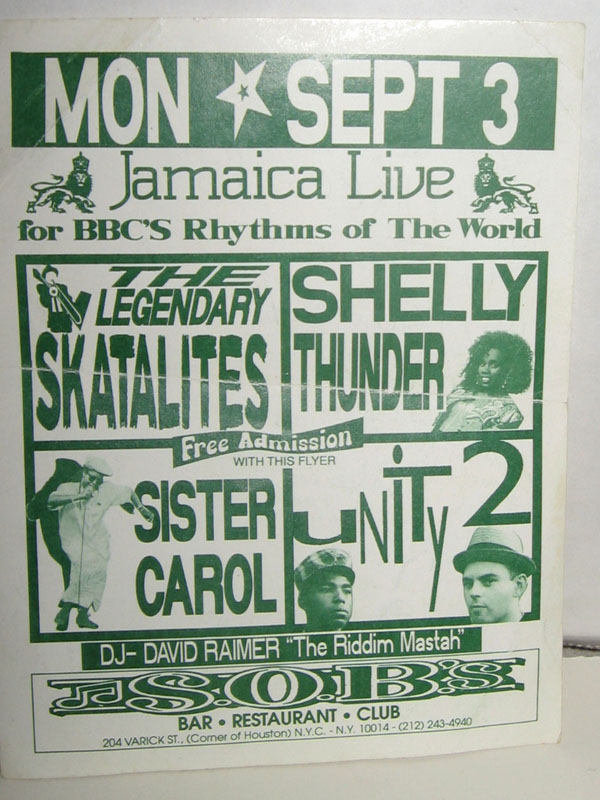 MON ★ SEPT 3
Jamaica Live
for BBC'S Rhythms of The World
THE
LEGENDARY
SKATALITES
SHELLY
THUNDER
Free Admission
WITH THIS FLYER
SISTER
CAROL
uNiTy 2
DJ- DAVID RAIMER "The Riddim Mastah"
S.O.B.'s
BAR • RESTAURANT • CLUB
204 VARICK ST., (Corner of Houston) N.Y.C. - N.Y. 10014 - (212) 243-4940